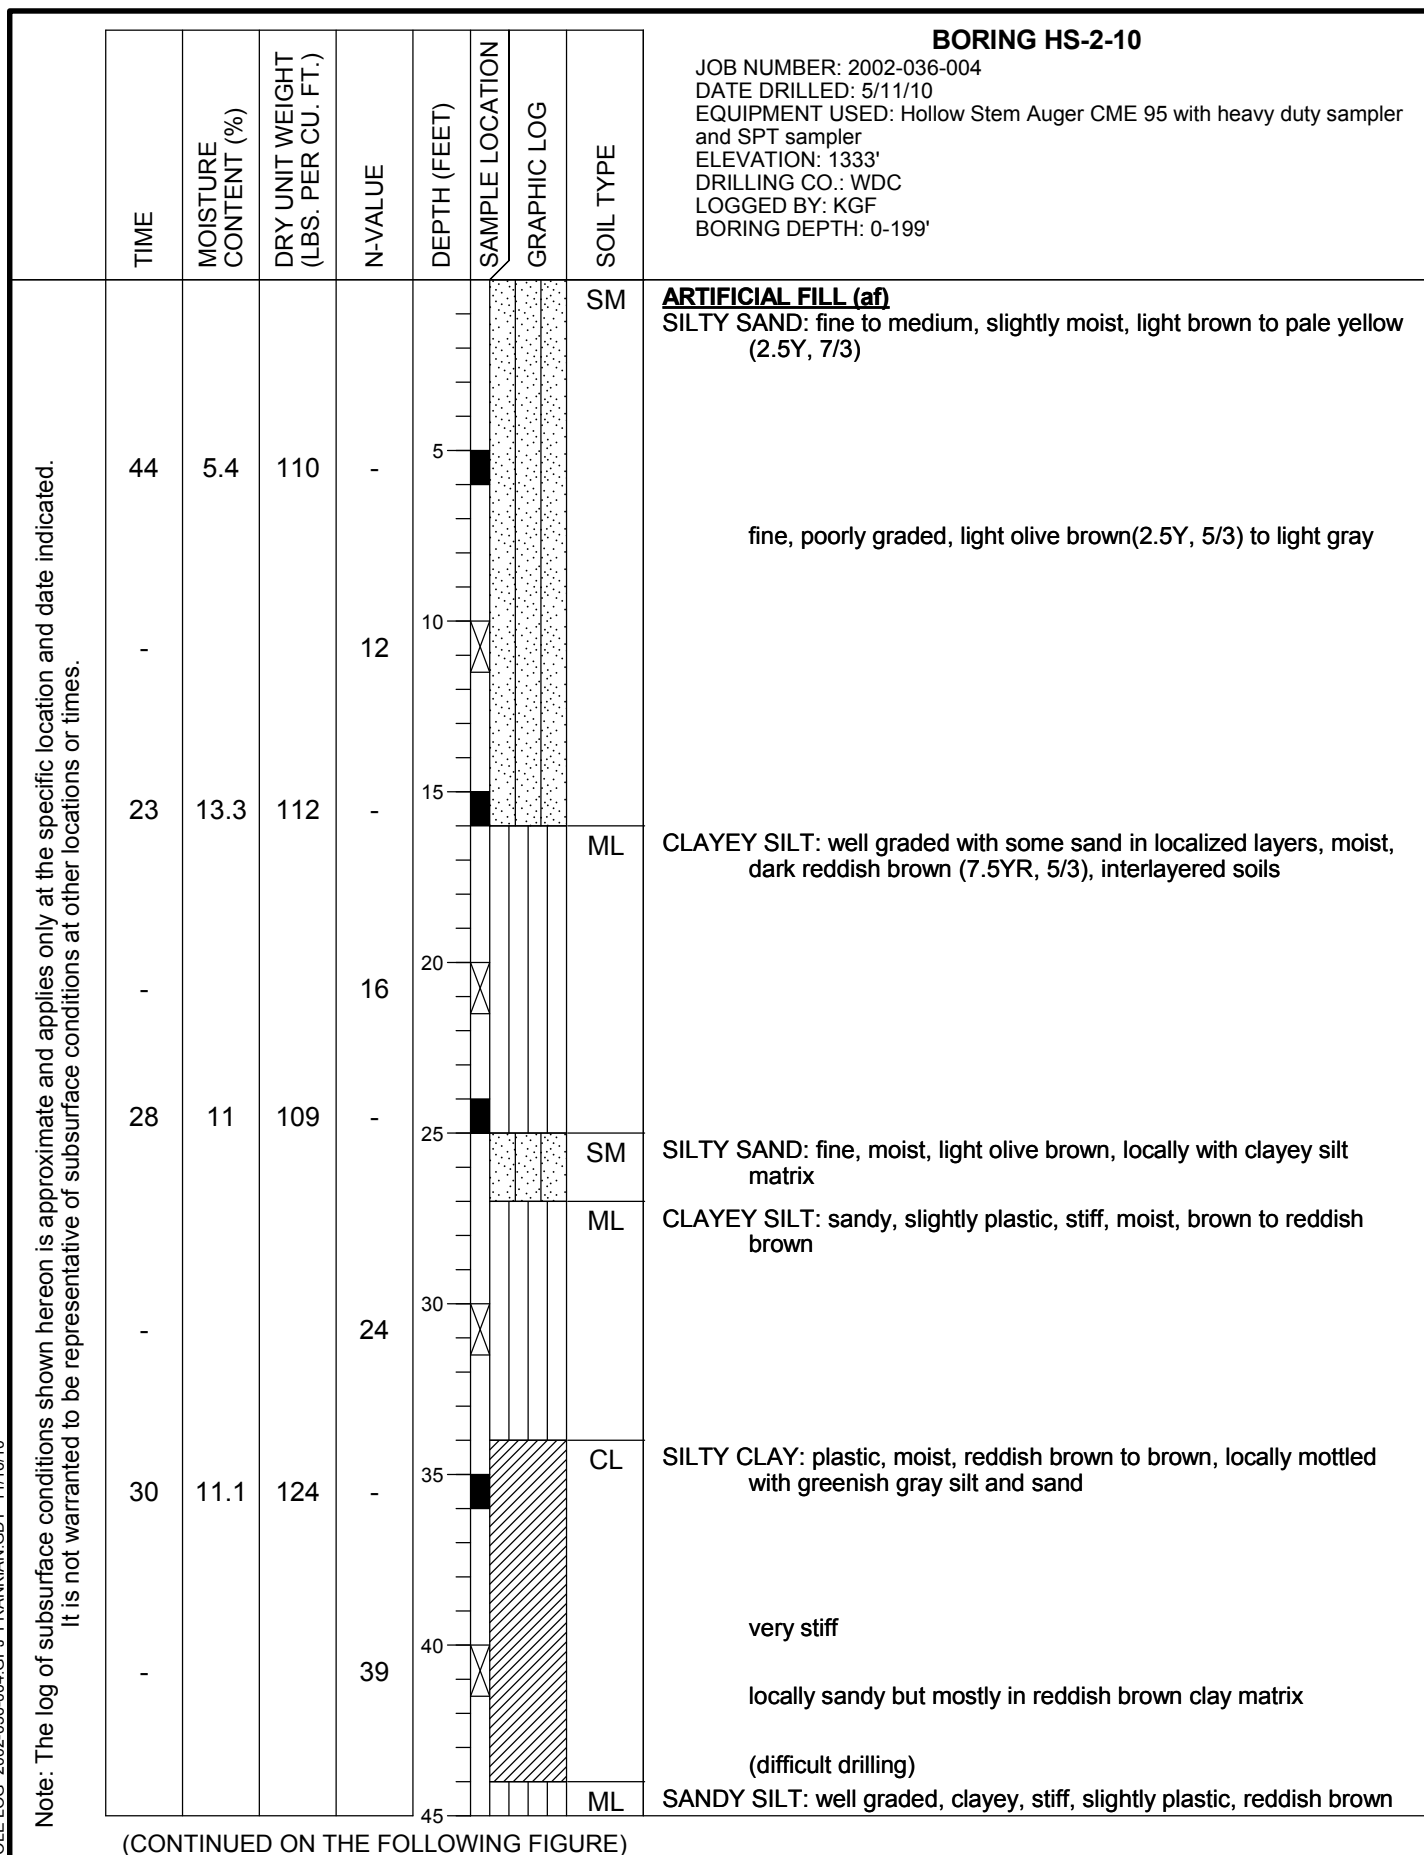 BORING HS-2-10
JOB NUMBER: 2002-036-004
DATE DRILLED: 5/11/10
EQUIPMENT USED: Hollow Stem Auger CME 95 with heavy duty sampler
and SPT sampler
ELEVATION: 1333'
DRILLING CO.: WDC
LOGGED BY: KGF
BORING DEPTH: 0-199'
TIME
MOISTURE
CONTENT (%)
DRY UNIT WEIGHT
(LBS. PER CU. FT.)
N-VALUE
DEPTH (FEET)
SAMPLE LOCATION
GRAPHIC LOG
SOIL TYPE
SM ARTIFICIAL FILL (af)
SILTY SAND: fine to medium, slightly moist, light brown to pale yellow
(2.5Y, 7/3)
5
44 5.4 110 -
fine, poorly graded, light olive brown(2.5Y, 5/3) to light gray
10
- 12
15
23 13.3 112 -
ML CLAYEY SILT: well graded with some sand in localized layers, moist,
dark reddish brown (7.5YR, 5/3), interlayered soils
20
- 16
28 11 109 -
25
SM SILTY SAND: fine, moist, light olive brown, locally with clayey silt
matrix
ML CLAYEY SILT: sandy, slightly plastic, stiff, moist, brown to reddish
brown
30
- 24
CL SILTY CLAY: plastic, moist, reddish brown to brown, locally mottled
with greenish gray silt and sand
35
30 11.1 124 -
very stiff
40
- 39
locally sandy but mostly in reddish brown clay matrix
(difficult drilling)
ML SANDY SILT: well graded, clayey, stiff, slightly plastic, reddish brown
45
(CONTINUED ON THE FOLLOWING FIGURE)
Note: The log of subsurface conditions shown hereon is approximate and applies only at the specific location and date indicated.
It is not warranted to be representative of subsurface conditions at other locations or times.